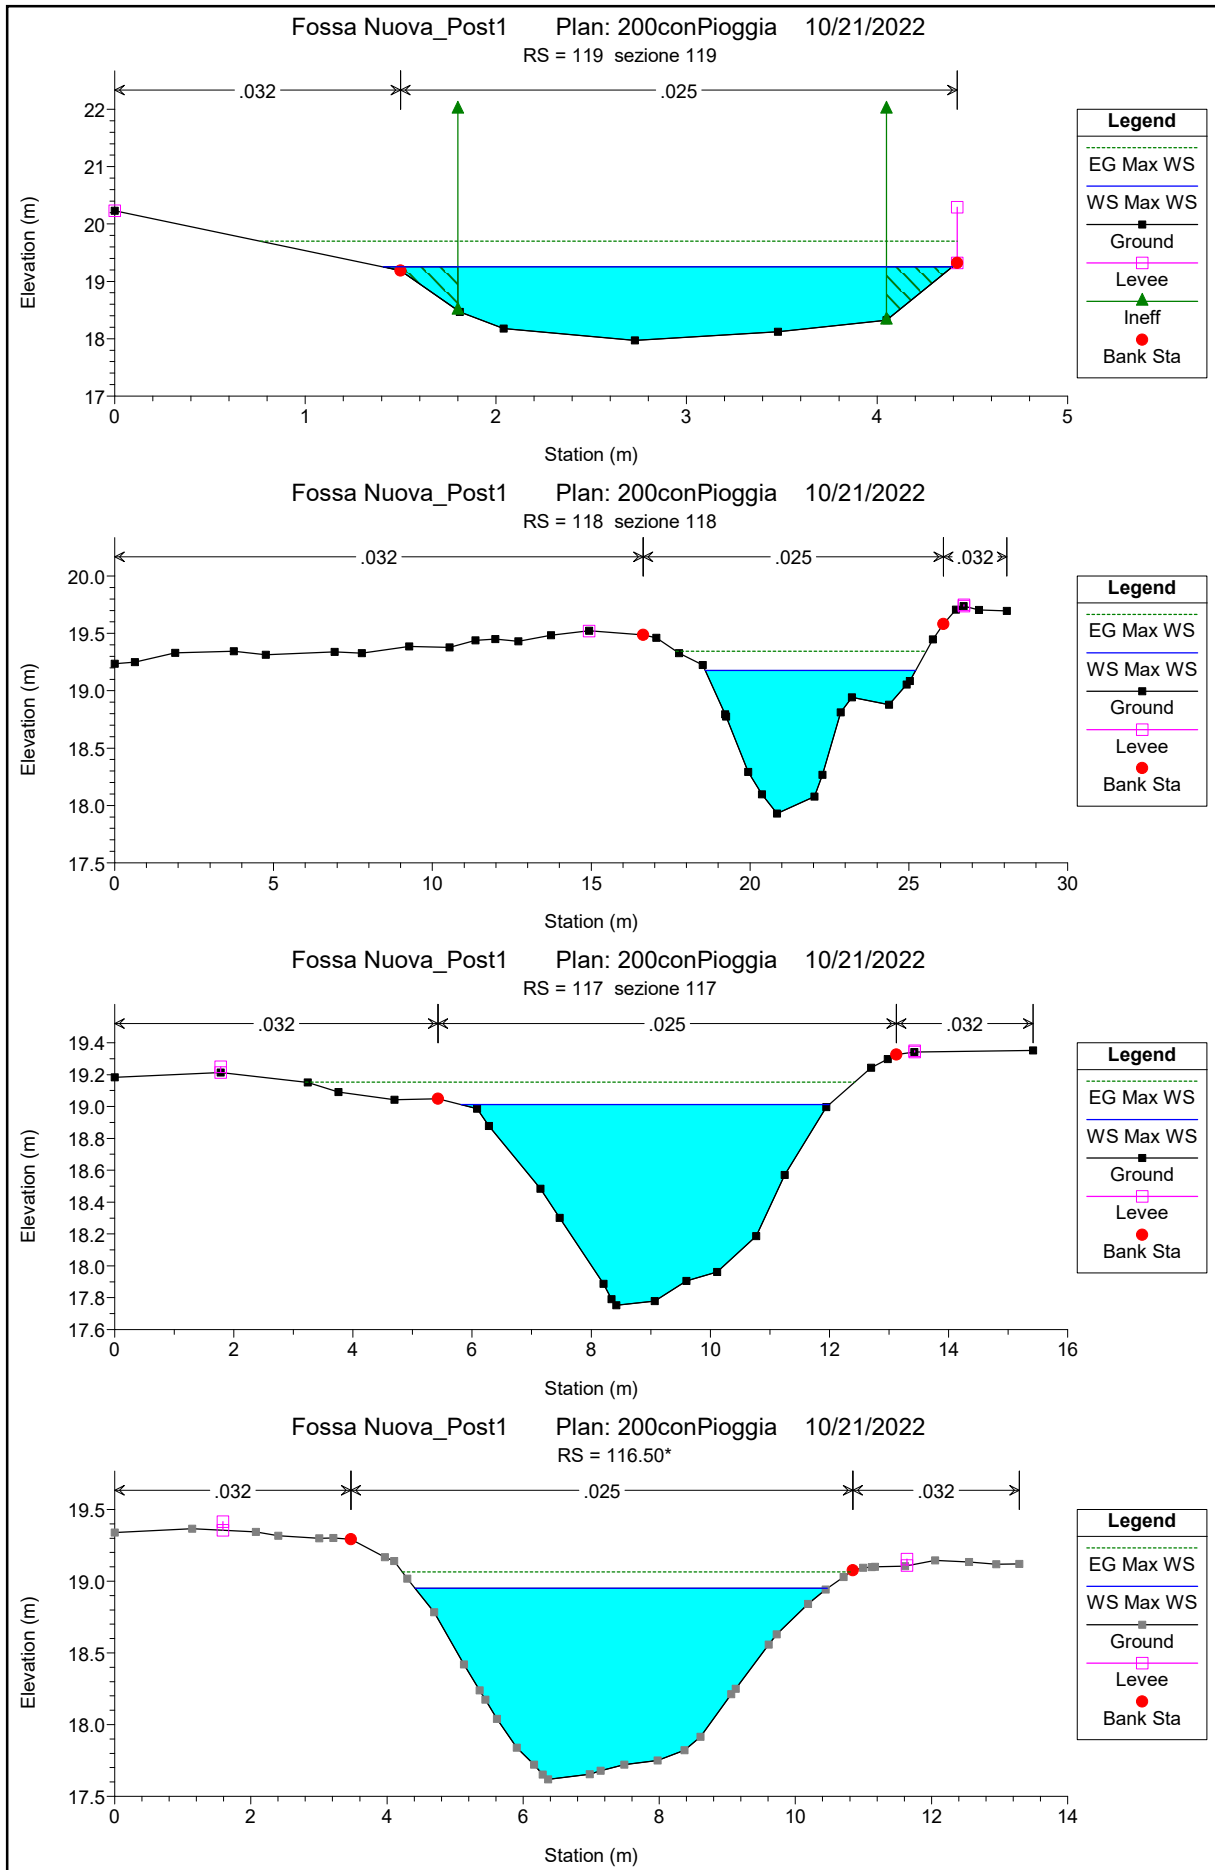 Fossa Nuova_Post1 Plan: 200conPioggia 10/21/2022
RS = 119 sezione 119
.032 .025
22
21
20
19
18
17
Elevation (m)
0 1 2 3 4 5
Station (m)
Legend
EG Max WS
WS Max WS
Ground
Levee
Ineff
Bank Sta
Fossa Nuova_Post1 Plan: 200conPioggia 10/21/2022
RS = 118 sezione 118
.032 .025 .032
20.0
19.5
19.0
18.5
18.0
17.5
Elevation (m)
0 5 10 15 20 25 30
Station (m)
Legend
EG Max WS
WS Max WS
Ground
Levee
Bank Sta
Fossa Nuova_Post1 Plan: 200conPioggia 10/21/2022
RS = 117 sezione 117
.032 .025 .032
19.4
19.2
19.0
18.8
18.6
18.4
18.2
18.0
17.8
17.6
Elevation (m)
0 2 4 6 8 10 12 14 16
Station (m)
Legend
EG Max WS
WS Max WS
Ground
Levee
Bank Sta
Fossa Nuova_Post1 Plan: 200conPioggia 10/21/2022
RS = 116.50*
.032 .025 .032
19.5
19.0
18.5
18.0
17.5
Elevation (m)
0 2 4 6 8 10 12 14
Station (m)
Legend
EG Max WS
WS Max WS
Ground
Levee
Bank Sta